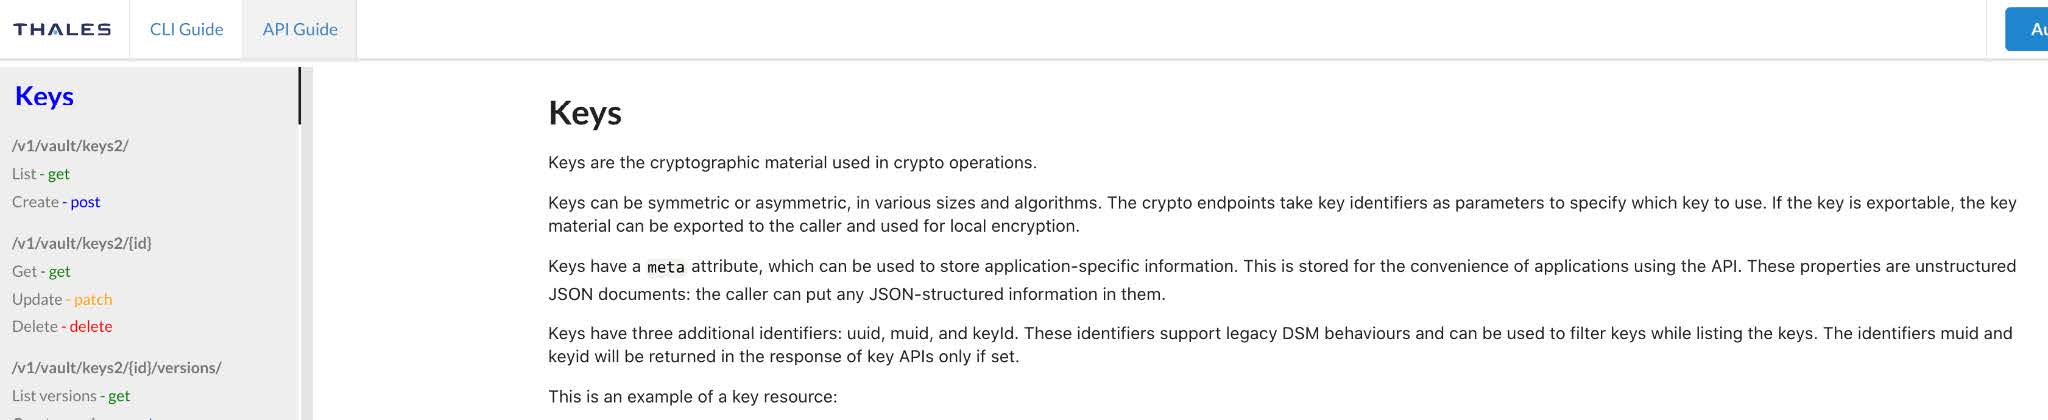 THALES
CLI Guide
API Guide
Keys
/v1/vault/keys2/
List - get
Create - post
/v1/vault/keys2/{id}
Get - get
Update - patch
Delete - delete
/v1/vault/keys2/{id}/versions/
List versions - get
Keys
Keys are the cryptographic material used in crypto operations.
Keys can be symmetric or asymmetric, in various sizes and algorithms. The crypto endpoints take key identifiers as parameters to specify which key to use. If the key is exportable, the key
material can be exported to the caller and used for local encryption.
Keys have a meta attribute, which can be used to store application-specific information. This is stored for the convenience of applications using the API. These properties are unstructured
JSON documents: the caller can put any JSON-structured information in them.
Keys have three additional identifiers: uuid, muid, and keyId. These identifiers support legacy DSM behaviours and can be used to filter keys while listing the keys. The identifiers muid and
keyid will be returned in the response of key APIs only if set.
This is an example of a key resource: